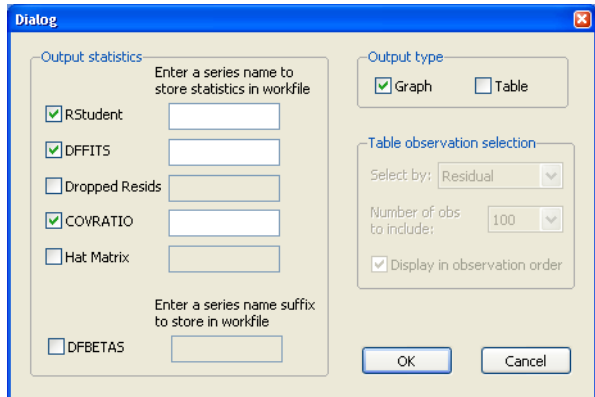 Dialog
Output statistics
Enter a series name to
store statistics in workfile
RStudent
DFFITS
Dropped Resids
COVRATIO
Hat Matrix
Enter a series name suffix
to store in workfile
DFBETAS
Output type
Graph
Table
Table observation selection
Select by:
Residual
Number of obs
to include:
100
Display in observation order
OK
Cancel